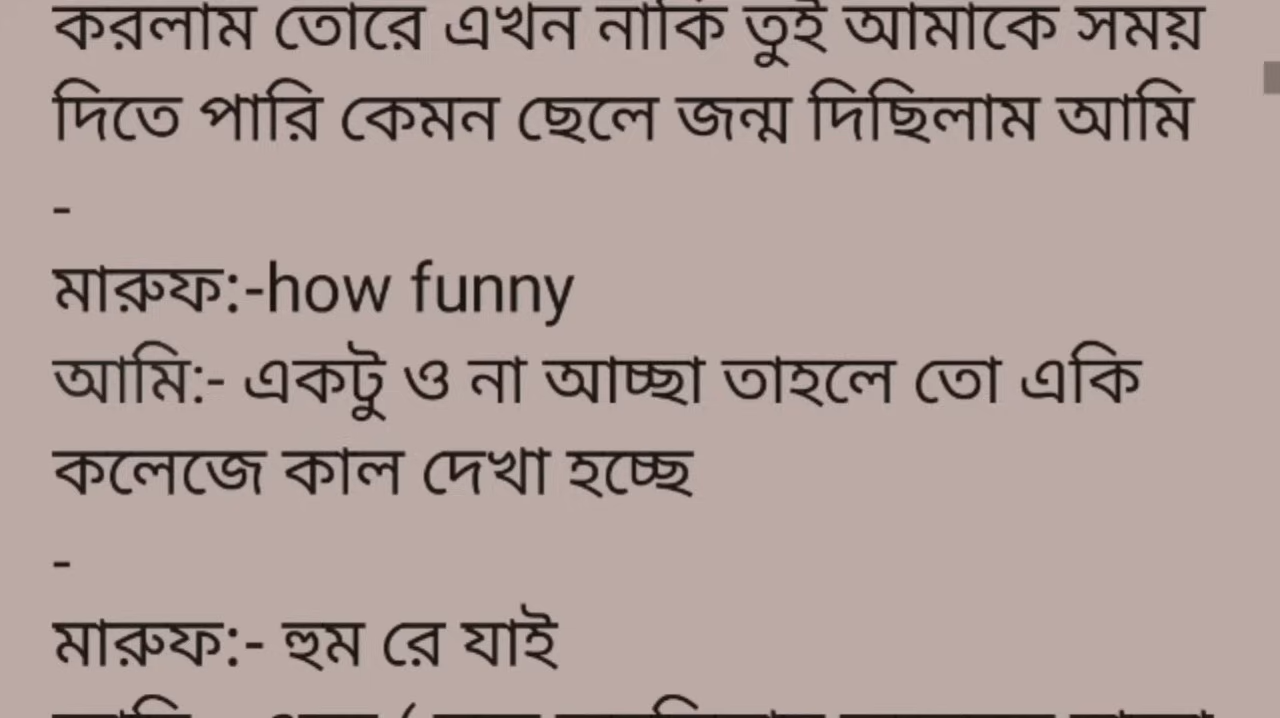 করলাম তোরে এখন নাকি তুই আমাকে সময়
দিতে পারি কেমন ছেলে জন্ম দিছিলাম আমি
-
মারুফ:-how funny
আমি:- একটু ও না আচ্ছা তাহলে তো একি
কলেজে কাল দেখা হচ্ছে
-
মারুফ:- হুম রে যাই